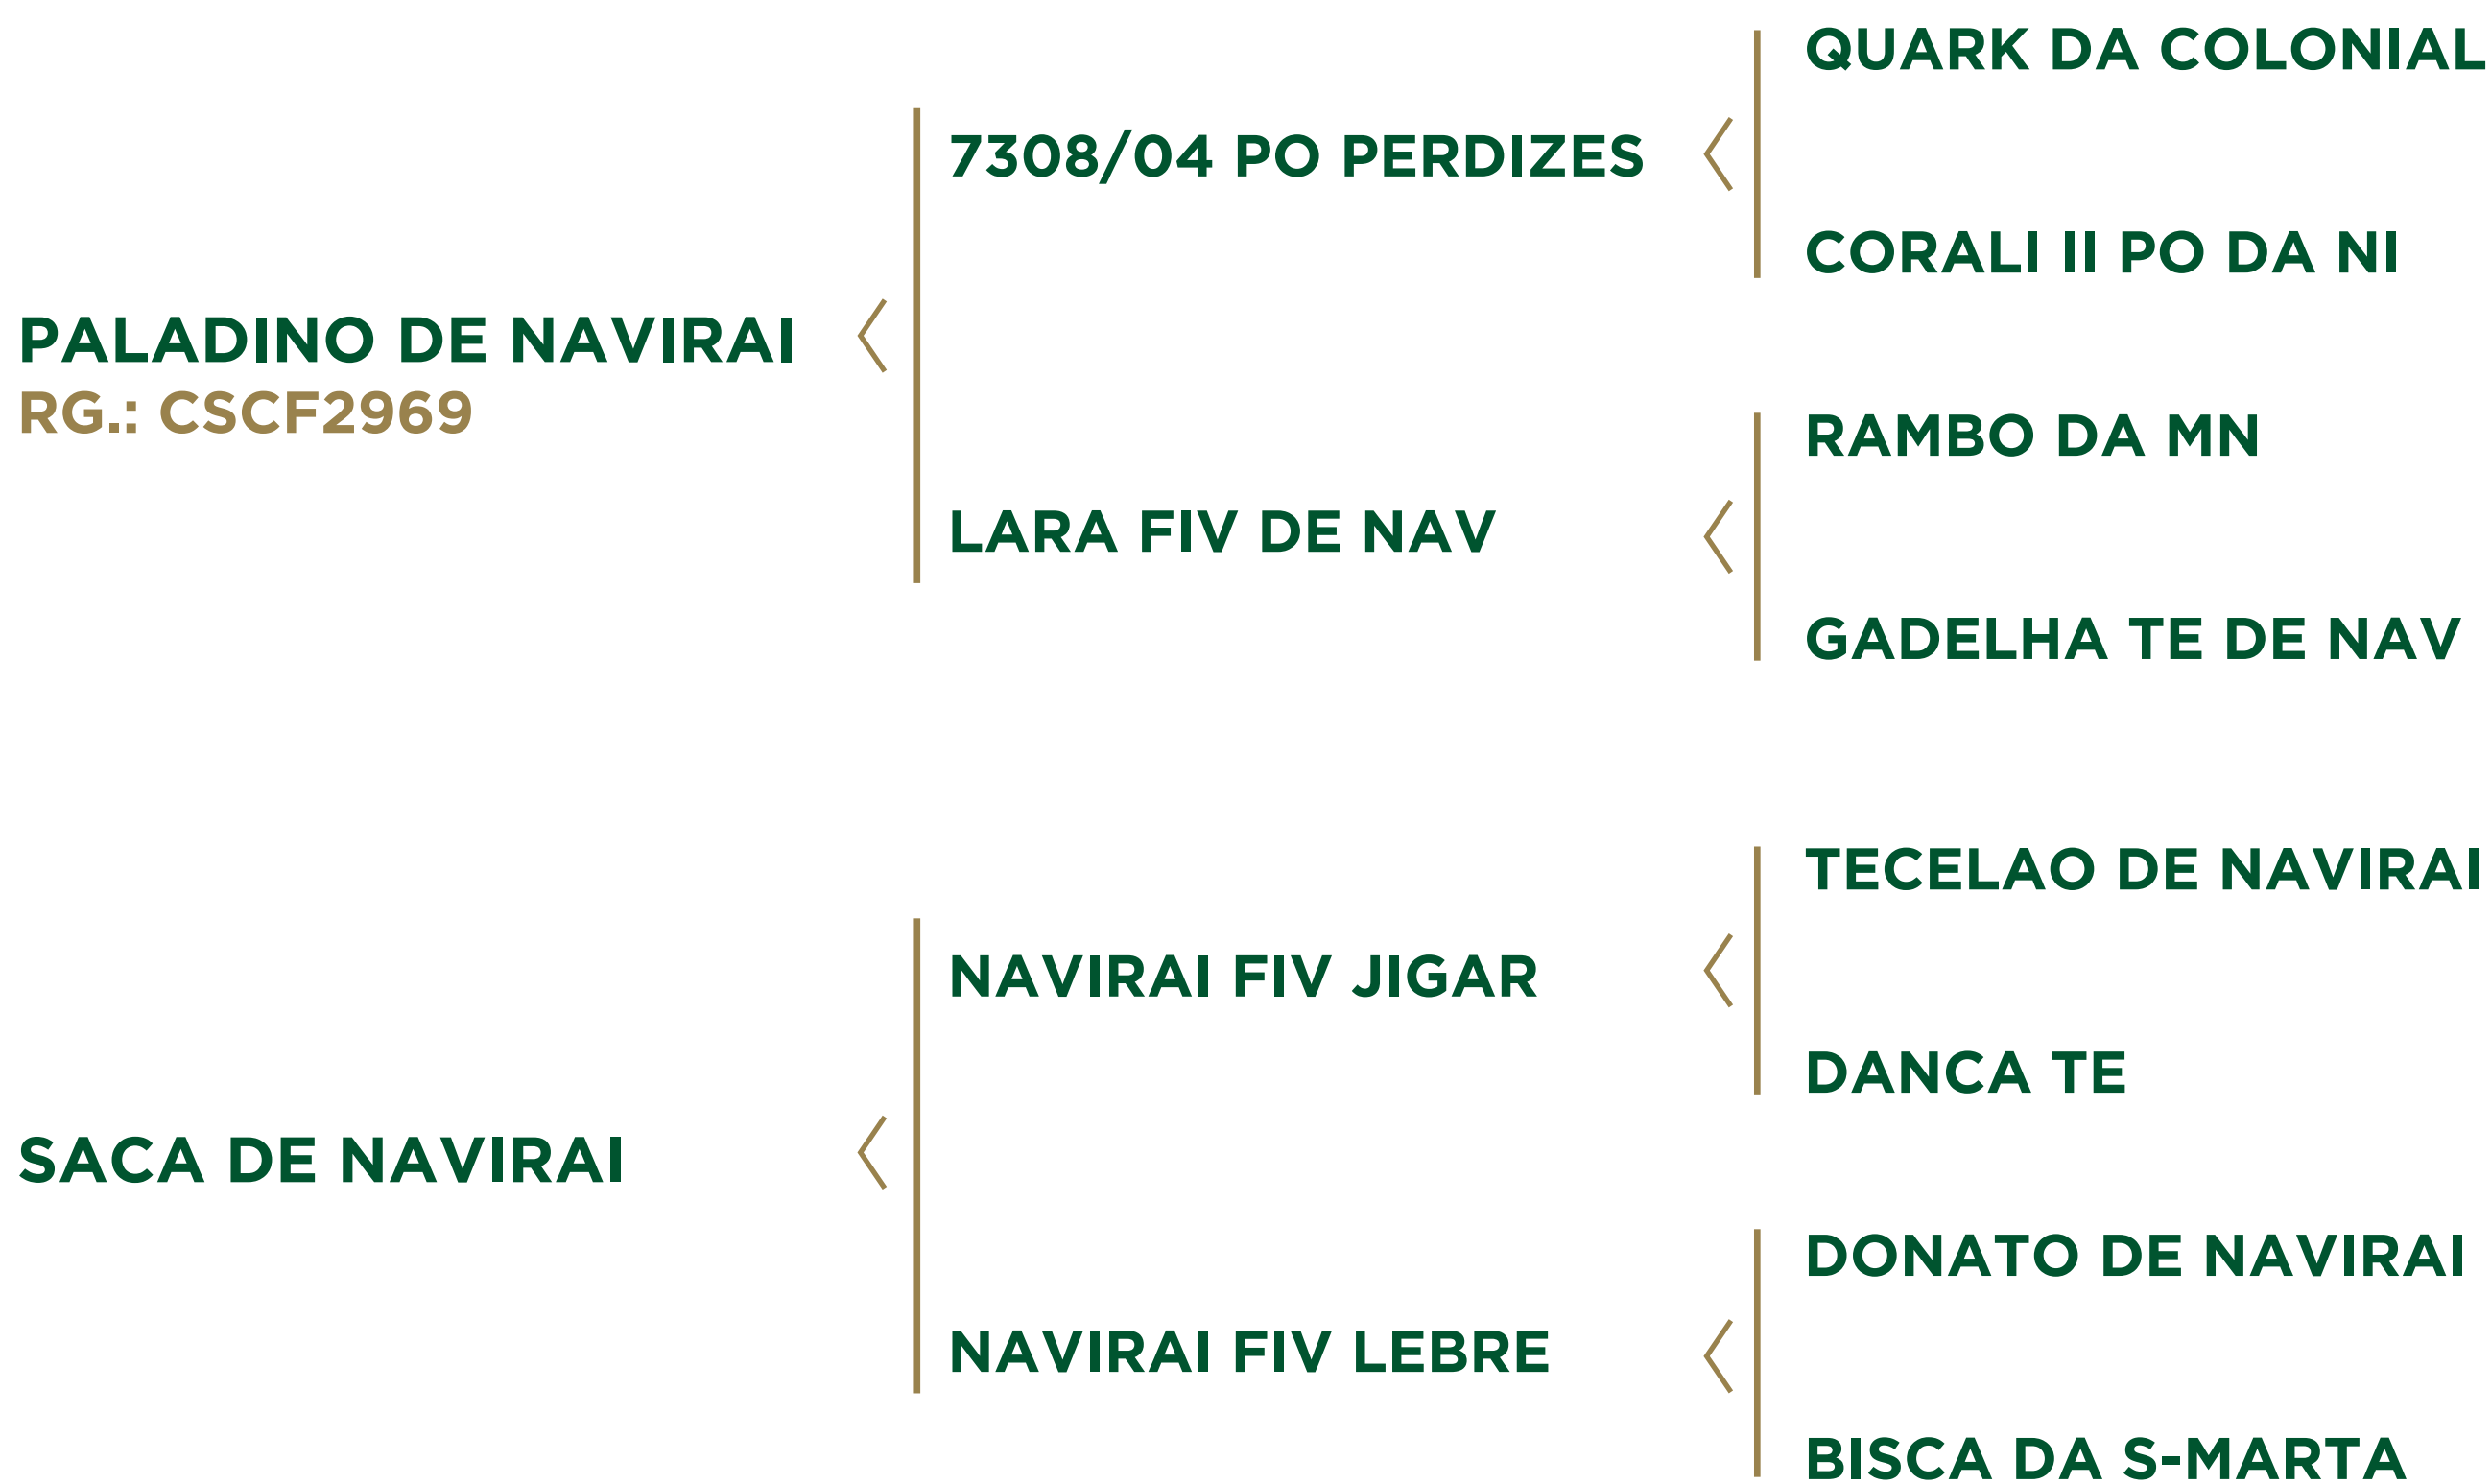 QUARK DA COLONIAL
7308/04 PO PERDIZES
CORALI II PO DA NI
PALADINO DE NAVIRAI
RG.: CSCF2969
RAMBO DA MN
LARA FIV DE NAV
GADELHA TE DE NAV
TECELAO DE NAVIRAI
NAVIRAI FIV JIGAR
DANCA TE
SACA DE NAVIRAI
DONATO DE NAVIRAI
NAVIRAI FIV LEBRE
BISCA DA S-MARTA